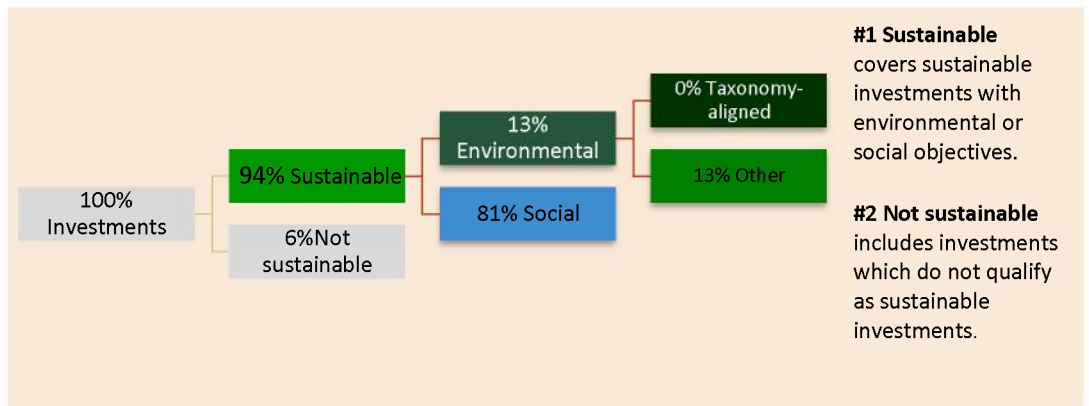 100%
Investments
94% Sustainable
6%Not
sustainable
13%
Environmental
81% Social
0% Taxonomy-
aligned
13% Other
#1 Sustainable
covers sustainable
investments with
environmental or
social objectives.
#2 Not sustainable
includes investments
which do not qualify
as sustainable
investments.